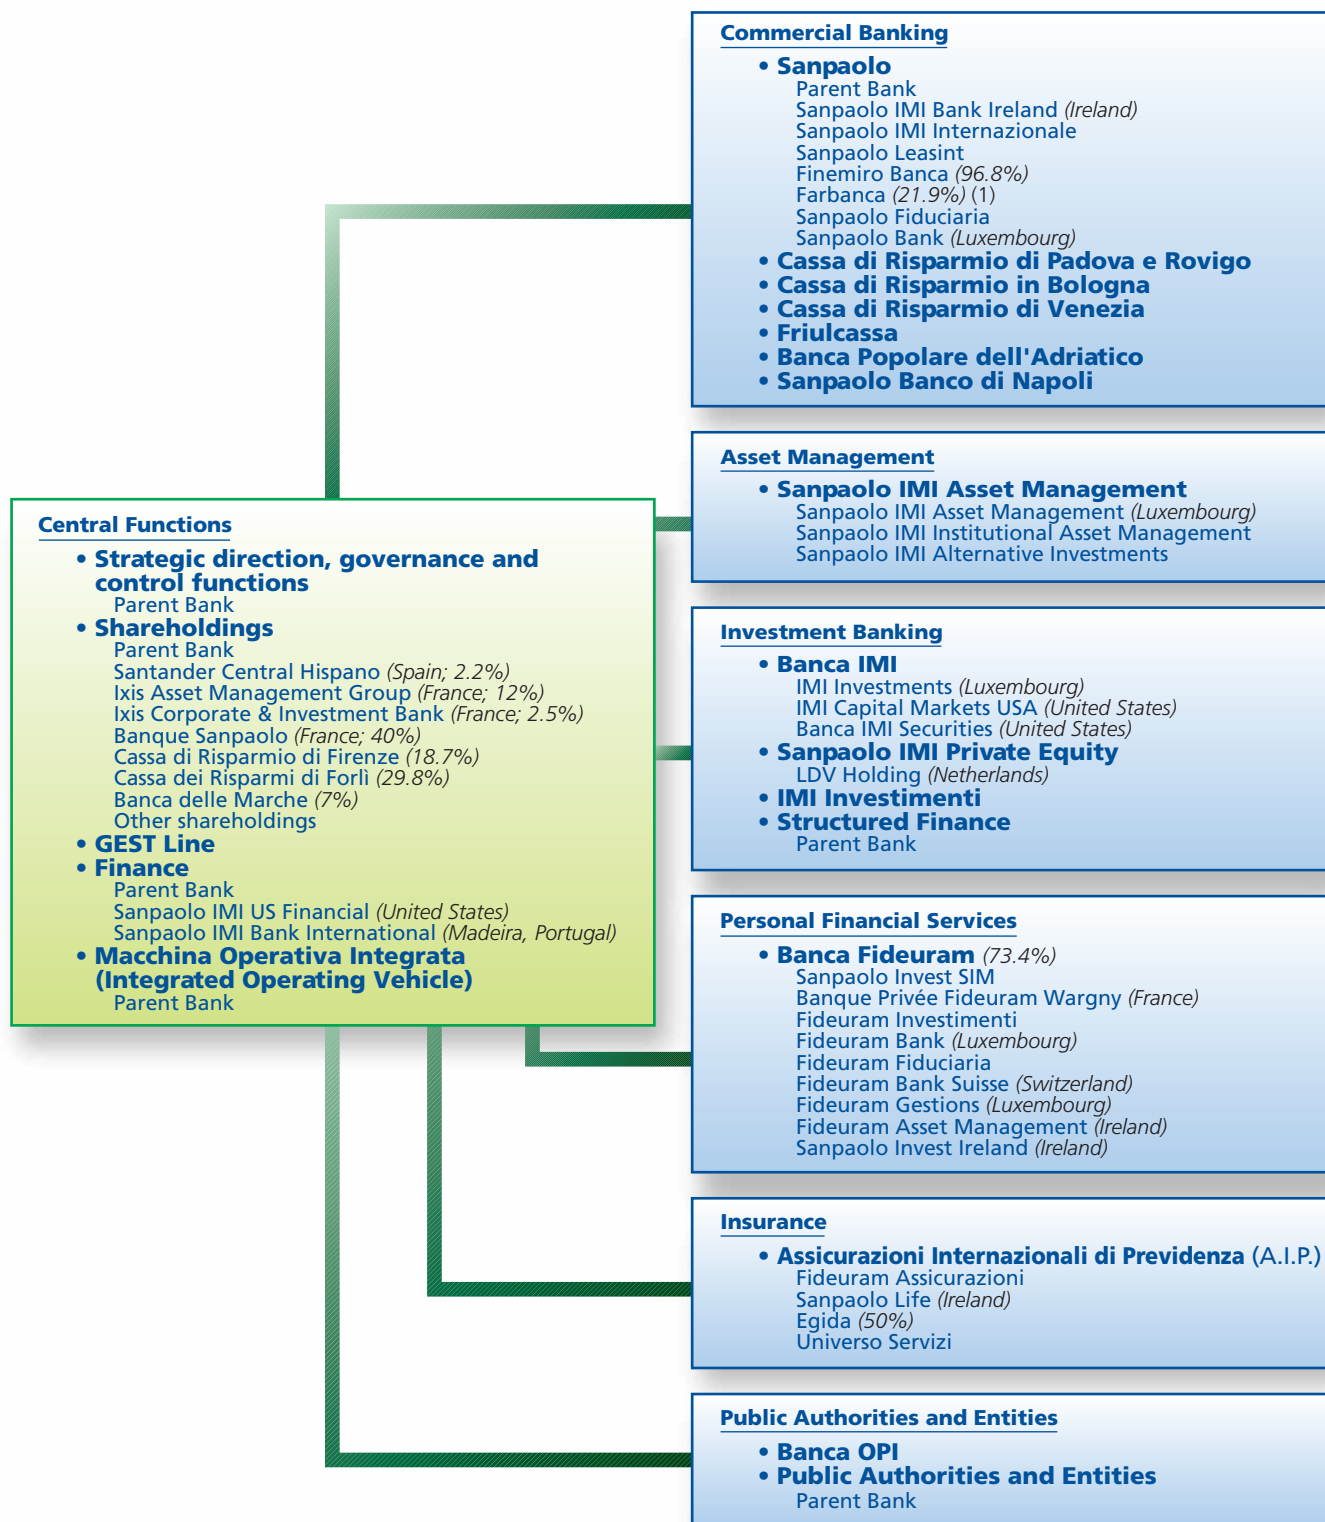 Commercial Banking
• Sanpaolo
Parent Bank
Sanpaolo IMI Bank Ireland (Ireland)
Sanpaolo IMI Internazionale
Sanpaolo Leasint
Finemiro Banca (96.8%)
Farbanca (21.9%) (1)
Sanpaolo Fiduciaria
Sanpaolo Bank (Luxembourg)
• Cassa di Risparmio di Padova e Rovigo
• Cassa di Risparmio in Bologna
• Cassa di Risparmio di Venezia
• Friulcassa
• Banca Popolare dell'Adriatico
• Sanpaolo Banco di Napoli
Asset Management
• Sanpaolo IMI Asset Management
Sanpaolo IMI Asset Management (Luxembourg)
Sanpaolo IMI Institutional Asset Management
Sanpaolo IMI Alternative Investments
Central Functions
• Strategic direction, governance and
control functions
Parent Bank
• Shareholdings
Parent Bank
Santander Central Hispano (Spain; 2.2%)
Ixis Asset Management Group (France; 12%)
Ixis Corporate & Investment Bank (France; 2.5%)
Banque Sanpaolo (France; 40%)
Cassa di Risparmio di Firenze (18.7%)
Cassa dei Risparmi di Forlì (29.8%)
Banca delle Marche (7%)
Other shareholdings
• GEST Line
• Finance
Parent Bank
Sanpaolo IMI US Financial (United States)
Sanpaolo IMI Bank International (Madeira, Portugal)
• Macchina Operativa Integrata
(Integrated Operating Vehicle)
Parent Bank
Investment Banking
• Banca IMI
IMI Investments (Luxembourg)
IMI Capital Markets USA (United States)
Banca IMI Securities (United States)
• Sanpaolo IMI Private Equity
LDV Holding (Netherlands)
• IMI Investimenti
• Structured Finance
Parent Bank
Personal Financial Services
• Banca Fideuram (73.4%)
Sanpaolo Invest SIM
Banque Privée Fideuram Wargny (France)
Fideuram Investimenti
Fideuram Bank (Luxembourg)
Fideuram Fiduciaria
Fideuram Bank Suisse (Switzerland)
Fideuram Gestions (Luxembourg)
Fideuram Asset Management (Ireland)
Sanpaolo Invest Ireland (Ireland)
Insurance
• Assicurazioni Internazionali di Previdenza (A.I.P.)
Fideuram Assicurazioni
Sanpaolo Life (Ireland)
Egida (50%)
Universo Servizi
Public Authorities and Entities
• Banca OPI
• Public Authorities and Entities
Parent Bank